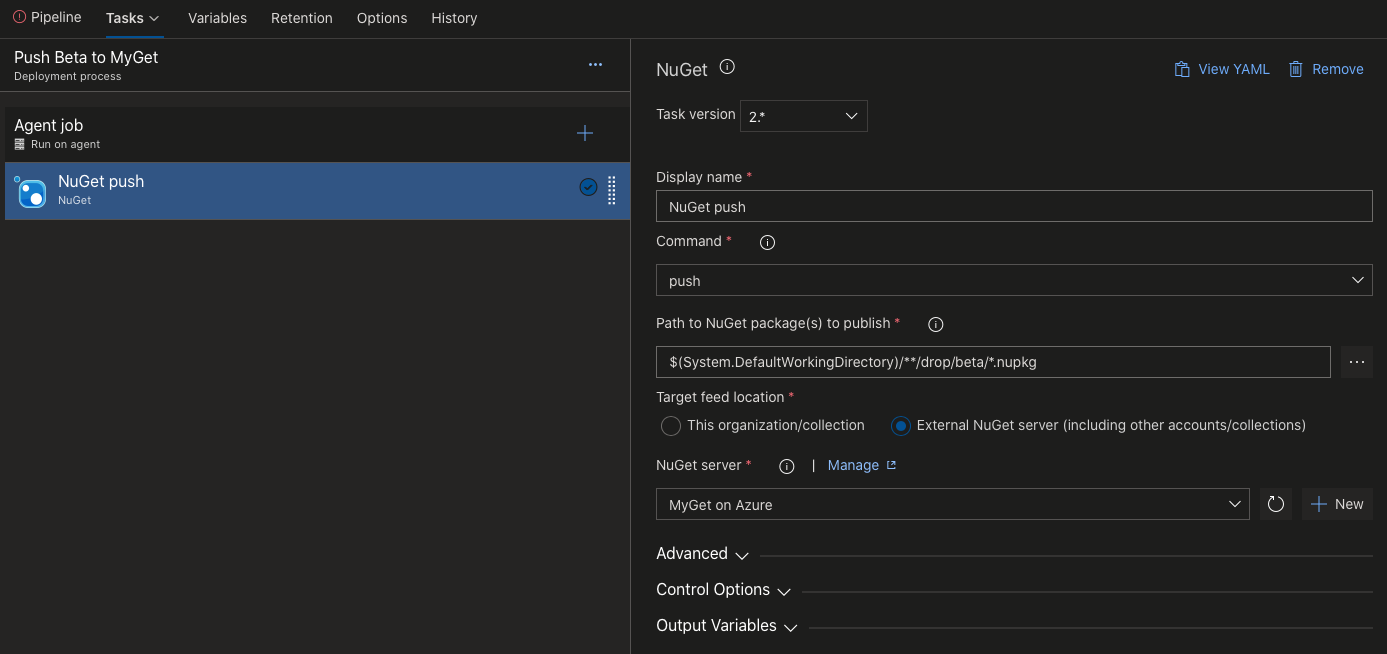 Pipeline Tasks Variables Retention Options History
Push Beta to MyGet
Deployment process
Agent job
Run on agent
NuGet push
NuGet
NuGet View YAML Remove
Task version 2.*
Display name *
NuGet push
Command *
push
Path to NuGet package(s) to publish *
$(System.DefaultWorkingDirectory)/**/drop/beta/*.nupkg
Target feed location *
This organization/collection External NuGet server (including other accounts/collections)
NuGet server * | Manage
MyGet on Azure New
Advanced
Control Options
Output Variables